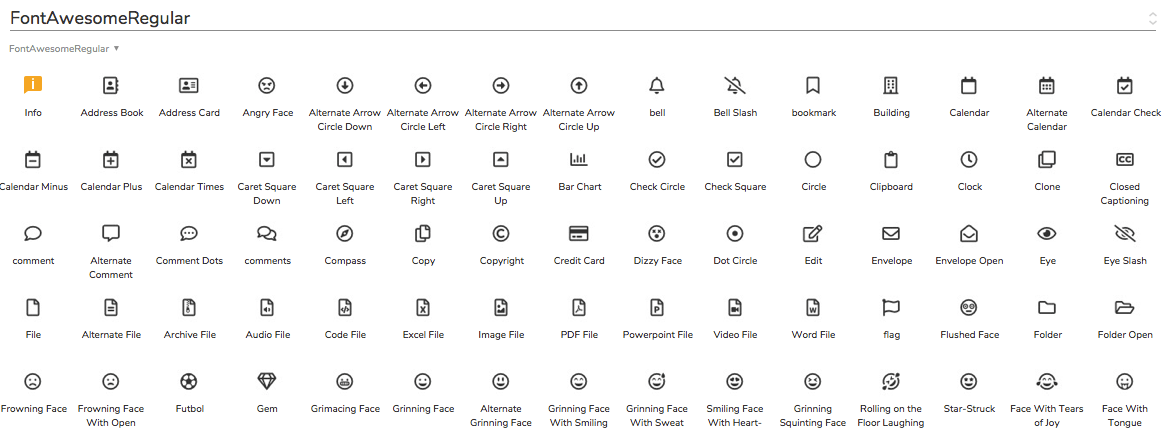 FontAwesomeRegular
FontAwesomeRegular
Info Address Book Address Card Angry Face Alternate Arrow Alternate Arrow Alternate Arrow Alternate Arrow bell Bell Slash bookmark Building Calendar Alternate Calendar Check
Circle Down Circle Left Circle Right Circle Up Calendar
CC
Calendar Minus Calendar Plus Calendar Times Caret Square Caret Square Caret Square Caret Square Bar Chart Check Circle Check Square Circle Clipboard Clock Clone Closed
Down Left Right Up Captioning
comment Alternate Comment Dots comments Compass Copy Copyright Credit Card Dizzy Face Dot Circle Edit Envelope Envelope Open Eye Eye Slash
Comment
File Alternate File Archive File Audio File Code File Excel File Image File PDF File Powerpoint File Video File Word File flag Flushed Face Folder Folder Open
Frowning Face Frowning Face Futbol Gem Grimacing Face Grinning Face Alternate Grinning Face Grinning Face Smiling Face Grinning Rolling on the Star-Struck Face With Tears Face With
With Open Grinning Face With Smiling With Sweat With Heart- Squinting Face Floor Laughing of Joy Tongue